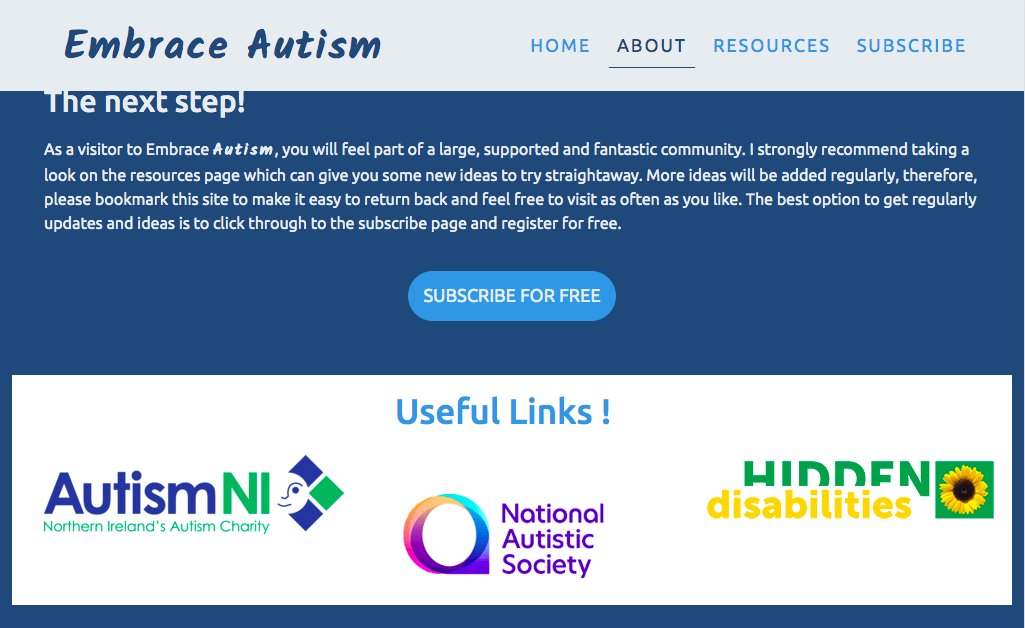 Embrace Autism
HOME ABOUT RESOURCES SUBSCRIBE
The next step!
As a visitor to Embrace Autism, you will feel part of a large, supported and fantastic community. I strongly recommend taking a
look on the resources page which can give you some new ideas to try straightaway. More ideas will be added regularly, therefore,
please bookmark this site to make it easy to return back and feel free to visit as often as you like. The best option to get regularly
updates and ideas is to click through to the subscribe page and register for free.
SUBSCRIBE FOR FREE
Useful Links !
AutismNI
Northern Ireland's Autism Charity
National
Autistic
Society
HIDDEN
disabilities